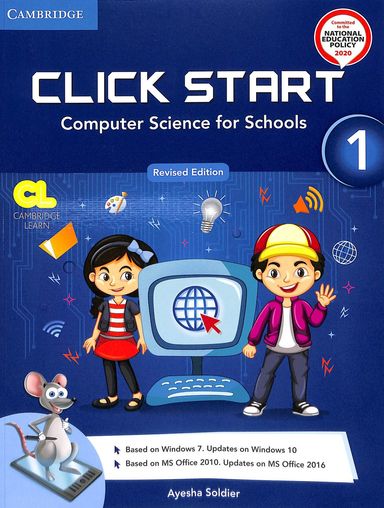 CAMBRIDGE
Committed
to the
NATIONAL
EDUCATION
POLICY
2020
CLICK START
Computer Science for Schools
1
Revised Edition
CL
CAMBRIDGE
LEARN
Based on Windows 7. Updates on Windows 10
Based on MS Office 2010. Updates on MS Office 2016
Ayesha Soldier